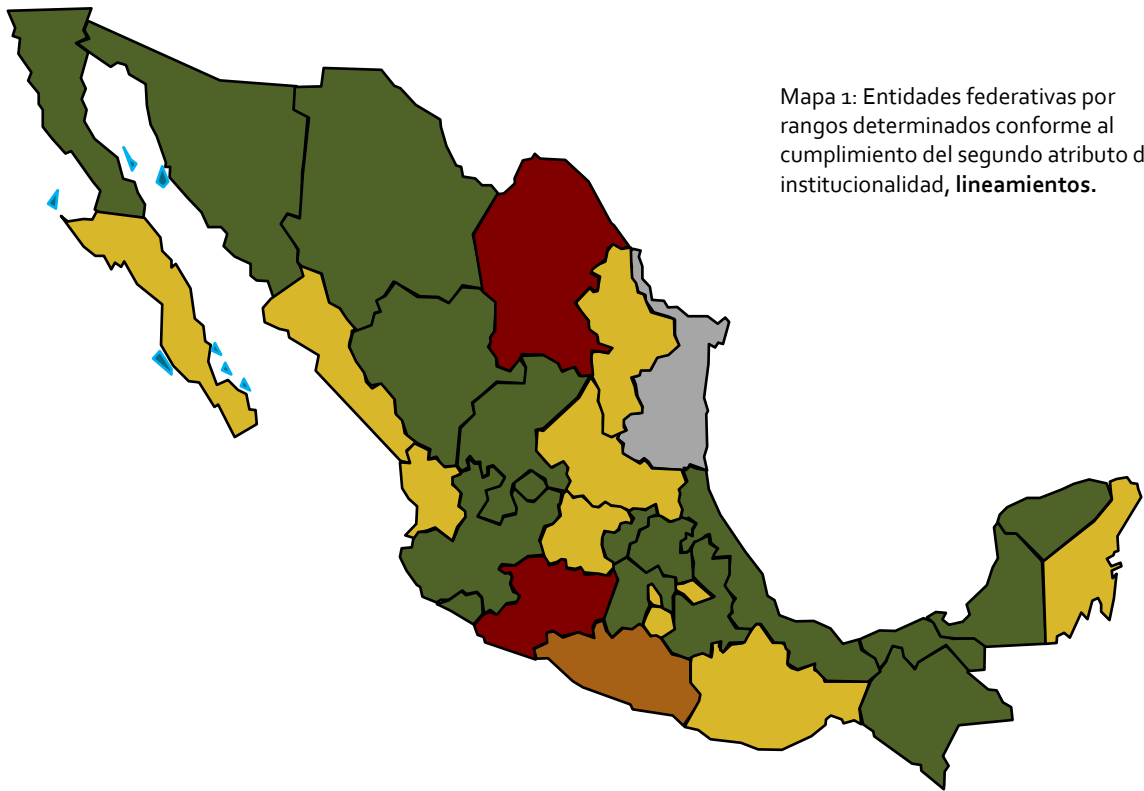 Mapa 1: Entidades federativas por
rangos determinados conforme al
cumplimiento del segundo atributo d
institucionalidad, lineamientos.